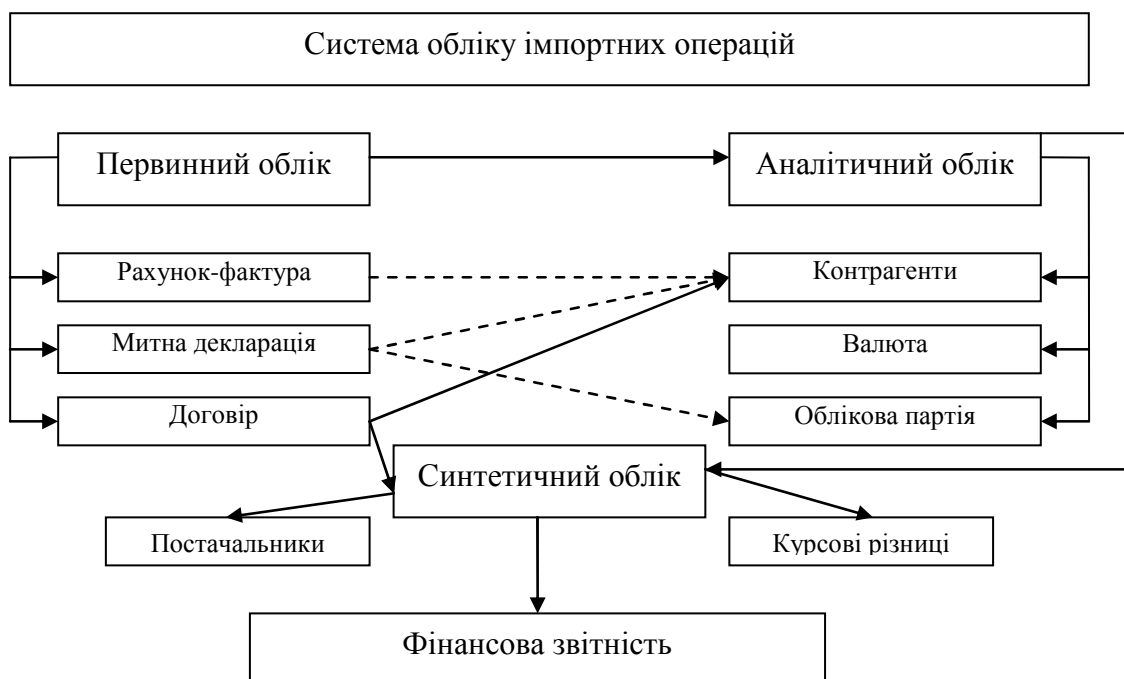 Система обліку імпортних операцій
Первинний облік
Аналітичний облік
Рахунок-фактура
Контрагенти
Митна декларація
Валюта
Договір
Облікова партія
Синтетичний облік
Постачальники
Курсові різниці
Фінансова звітність